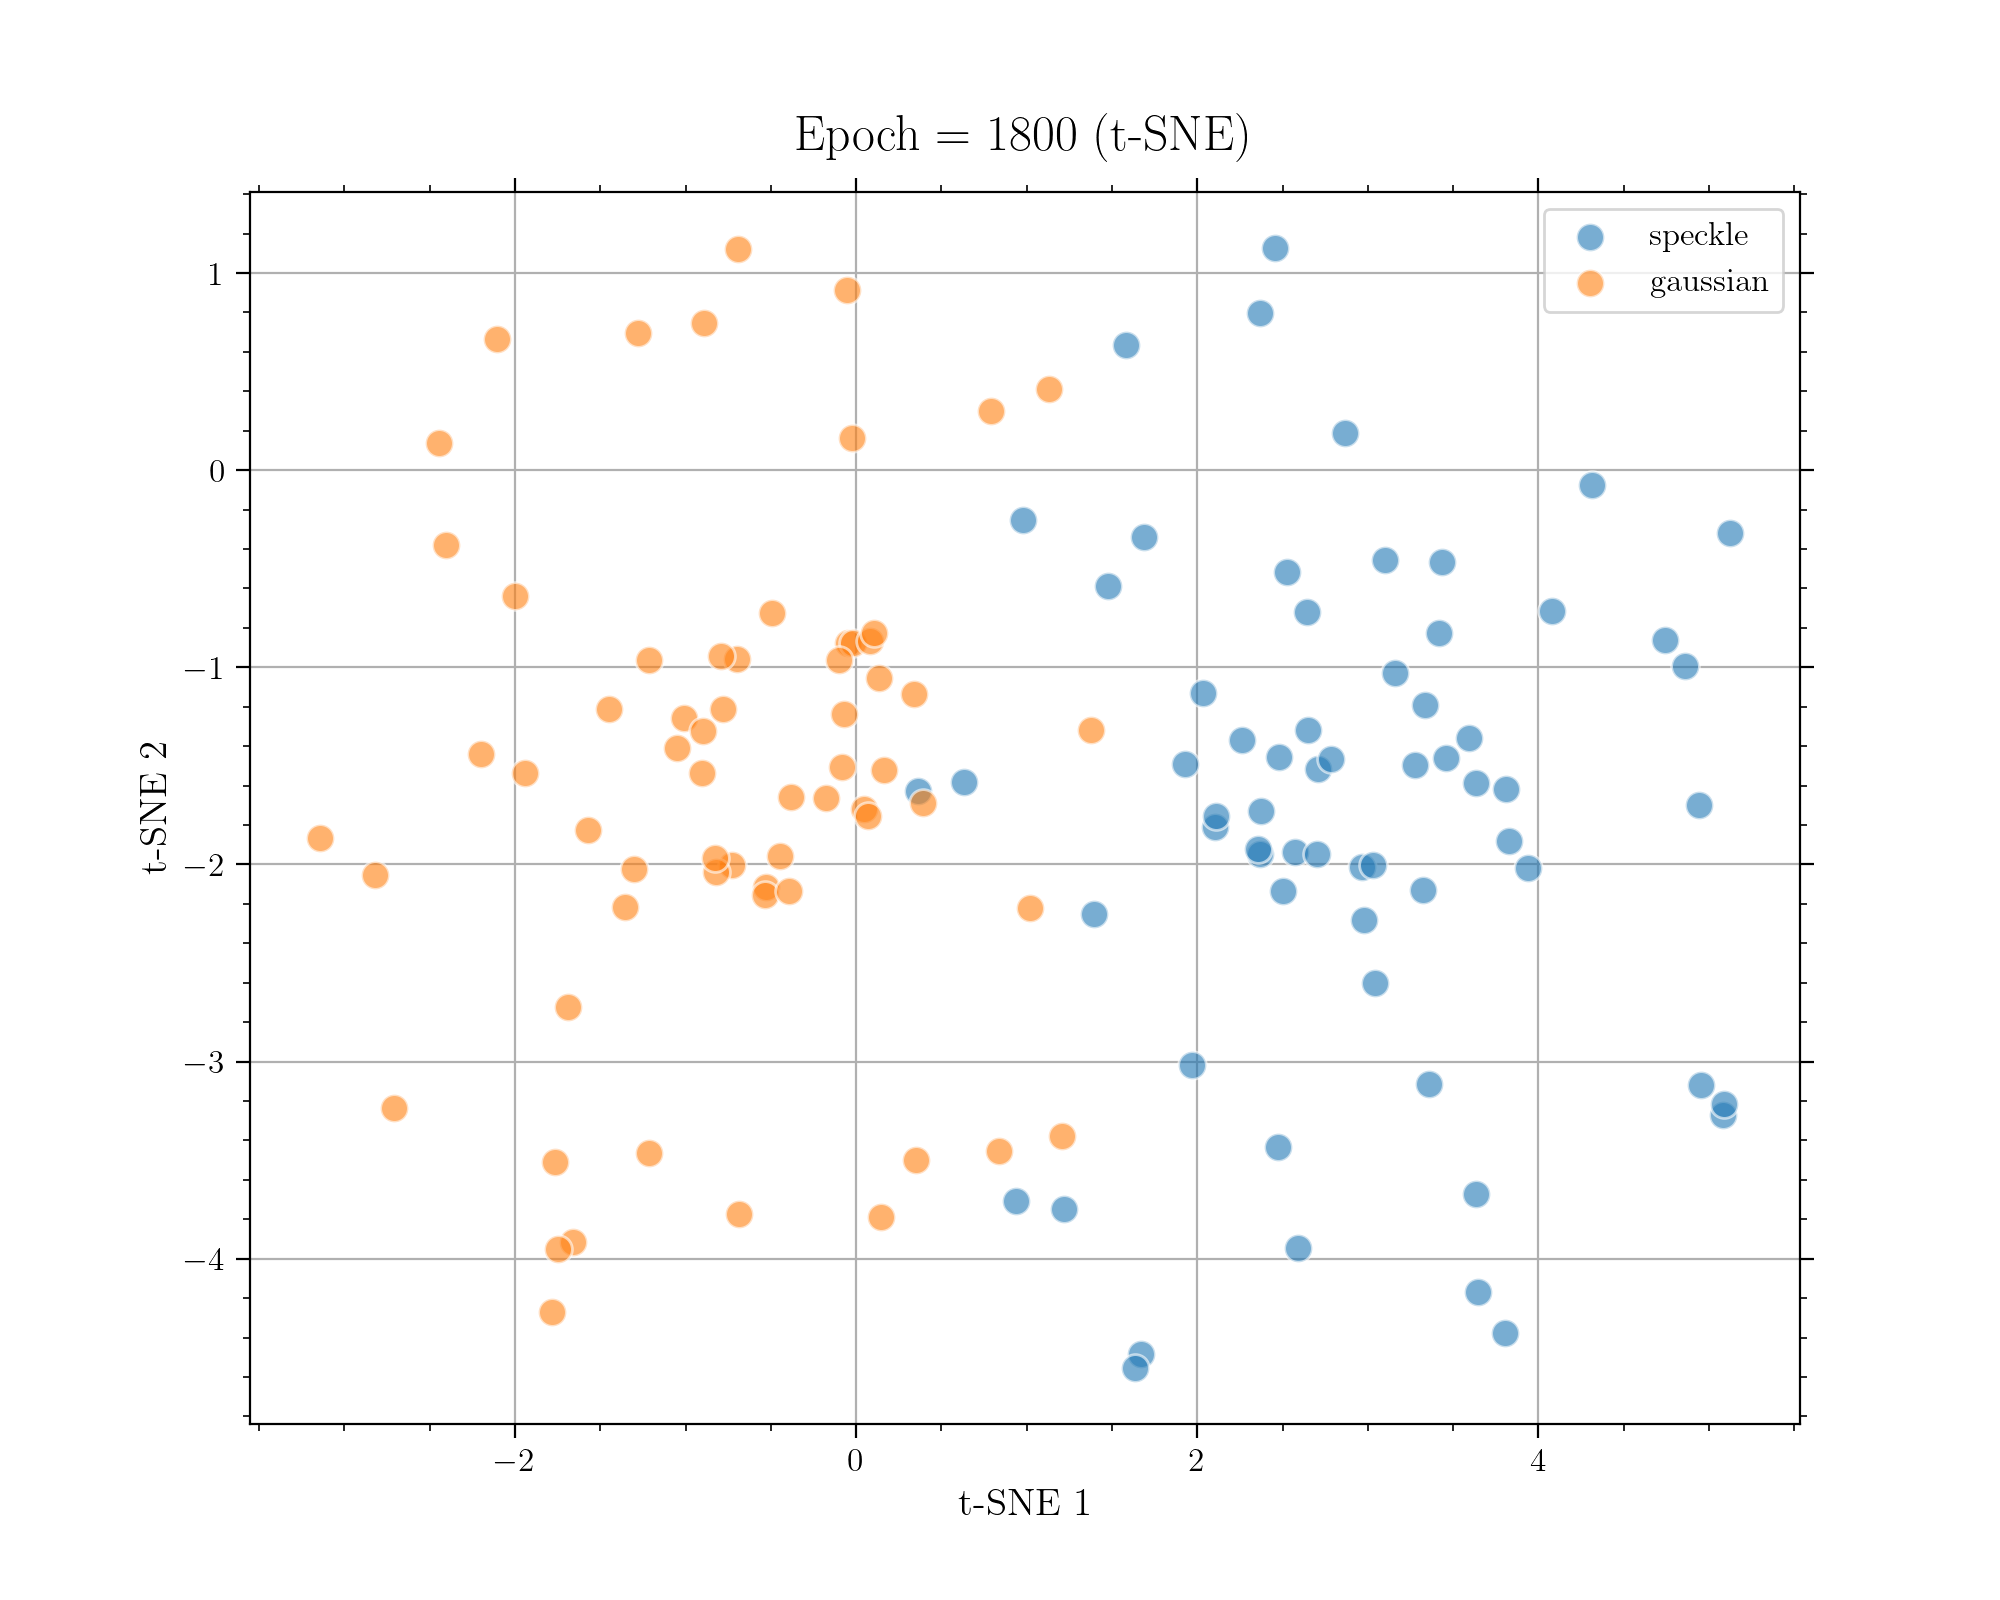 Epoch = 1800 (t-SNE)
speckle
gaussian
1
0
−1
−2
−3
−4
t-SNE 2
−2
0
2
4
t-SNE 1